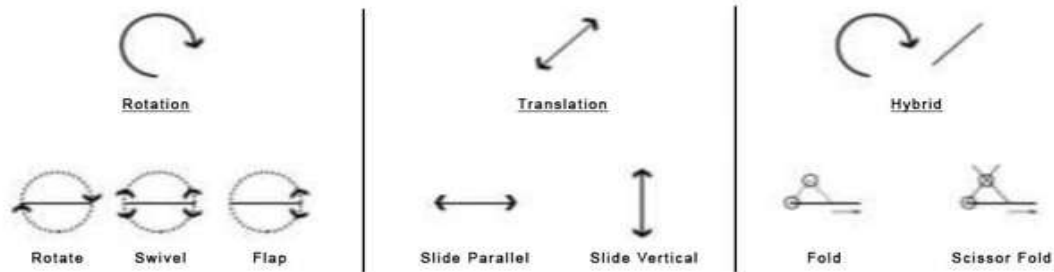 Rotation
Translation
Hybrid
Rotate
Swivel
Flap
Slide Parallel
Slide Vertical
Fold
Scissor Fold